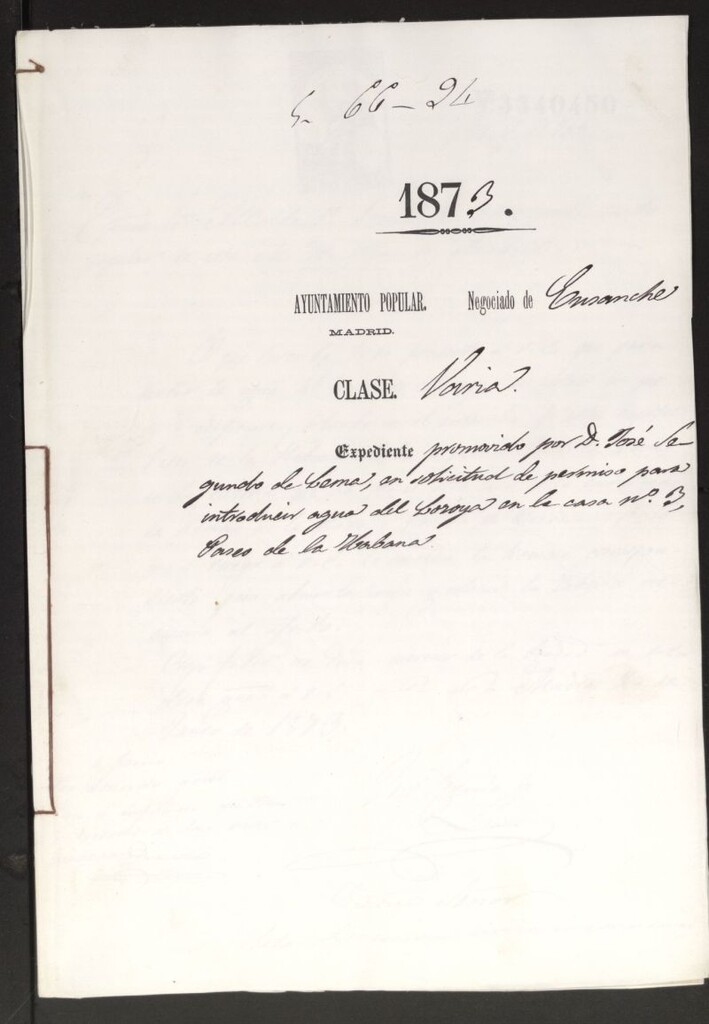 5- 66-24
1873.
AYUNTAMIENTO POPULAR. Negociado de Ensanche
MADRID.
CLASE. Voiria.
Expediente promovido por D. José Se-
gundo de Lema, en solicitud de permiso para
introducir agua del Lozoya en la casa nº. 3,
Paseo de la Habana.